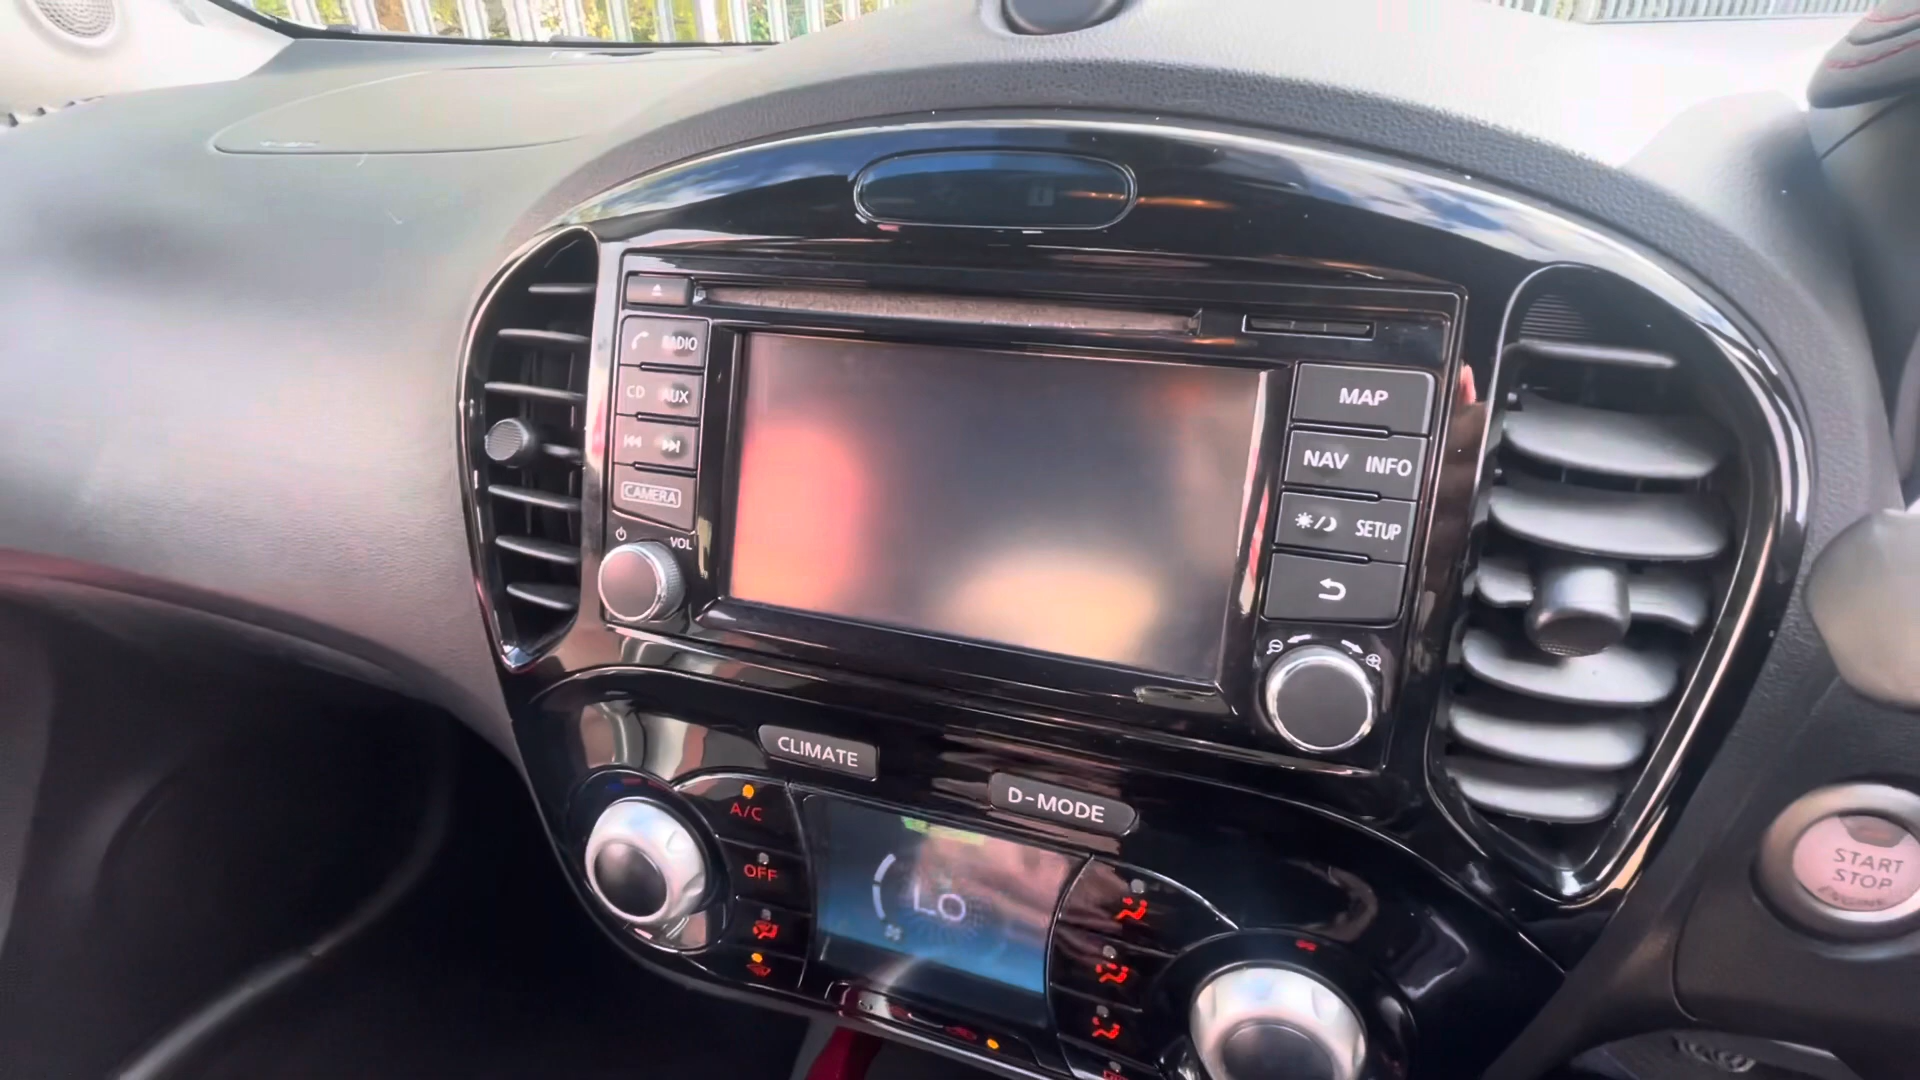 RADIO
CD AUX
CAMERA
VOL
MAP
NAV INFO
SETUP
CLIMATE
D-MODE
A/C
OFF
LO
START
STOP
ENGINE